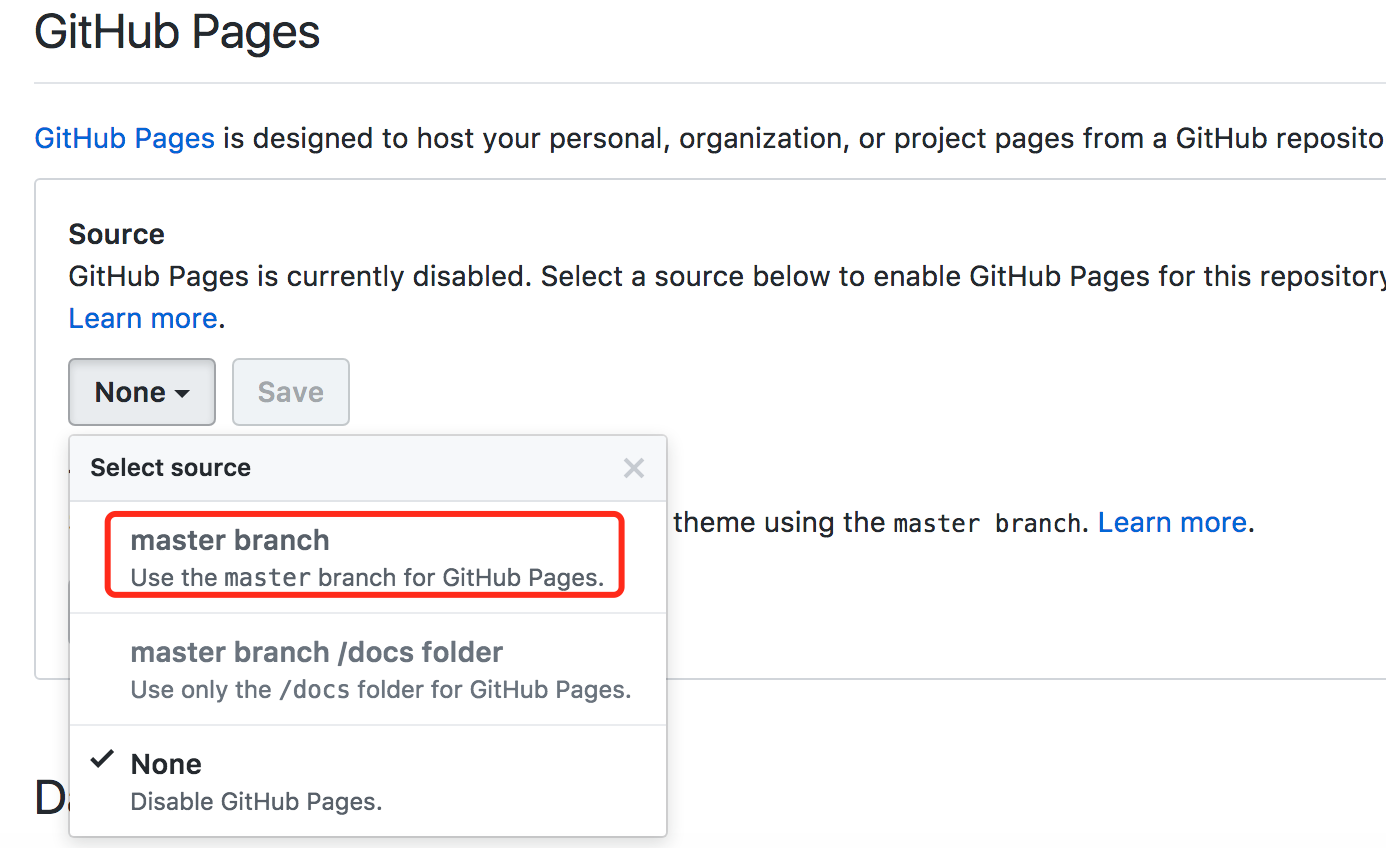 GitHub Pages
GitHub Pages is designed to host your personal, organization, or project pages from a GitHub reposito
Source
GitHub Pages is currently disabled. Select a source below to enable GitHub Pages for this repository
Learn more.
None Save
Select source
theme using the master branch. Learn more.
master branch
Use the master branch for GitHub Pages.
master branch /docs folder
Use only the /docs folder for GitHub Pages.
None
Disable GitHub Pages.